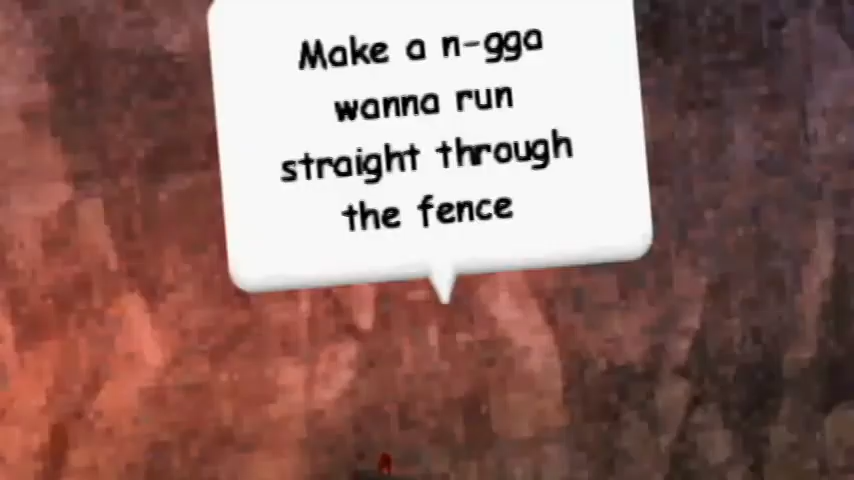 Make a n-gga
wanna run
straight through
the fence